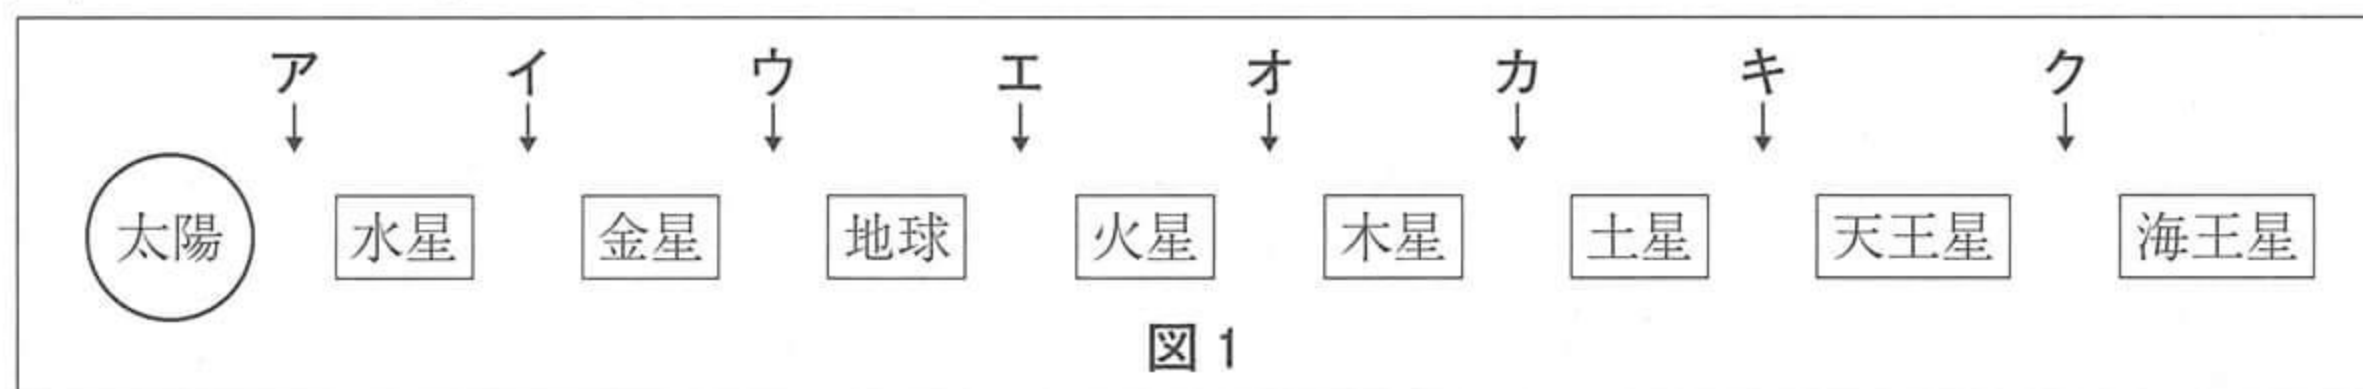 ア イ ウ エ オ カ キ ク
太陽 水星 金星 地球 火星 木星 土星 天王星 海王星
図1